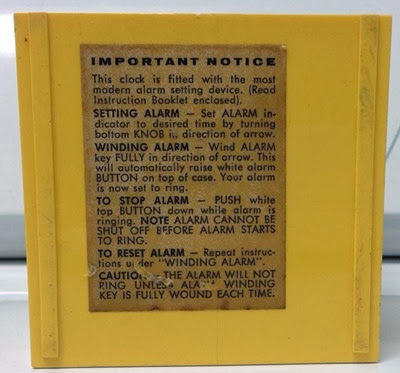 IMPORTANT NOTICE
This clock is fitted with the most
modern alarm setting device. (Read
Instruction Booklet enclosed).
SETTING ALARM — Set ALARM in-
dicator to desired time by turning
bottom KNOB in direction of arrow.
WINDING ALARM — Wind ALARM
key FULLY in direction of arrow. This
will automatically raise white alarm
BUTTON on top of case. Your alarm
is now set to ring.
TO STOP ALARM — PUSH white
top BUTTON down while alarm is
ringing. NOTE ALARM CANNOT BE
SHUT OFF BEFORE ALARM STARTS
TO RING.
TO RESET ALARM — Repeat instruc-
tions under "WINDING ALARM".
CAUTION — THE ALARM WILL NOT
RING UNLESS ALARM WINDING
KEY IS FULLY WOUND EACH TIME.